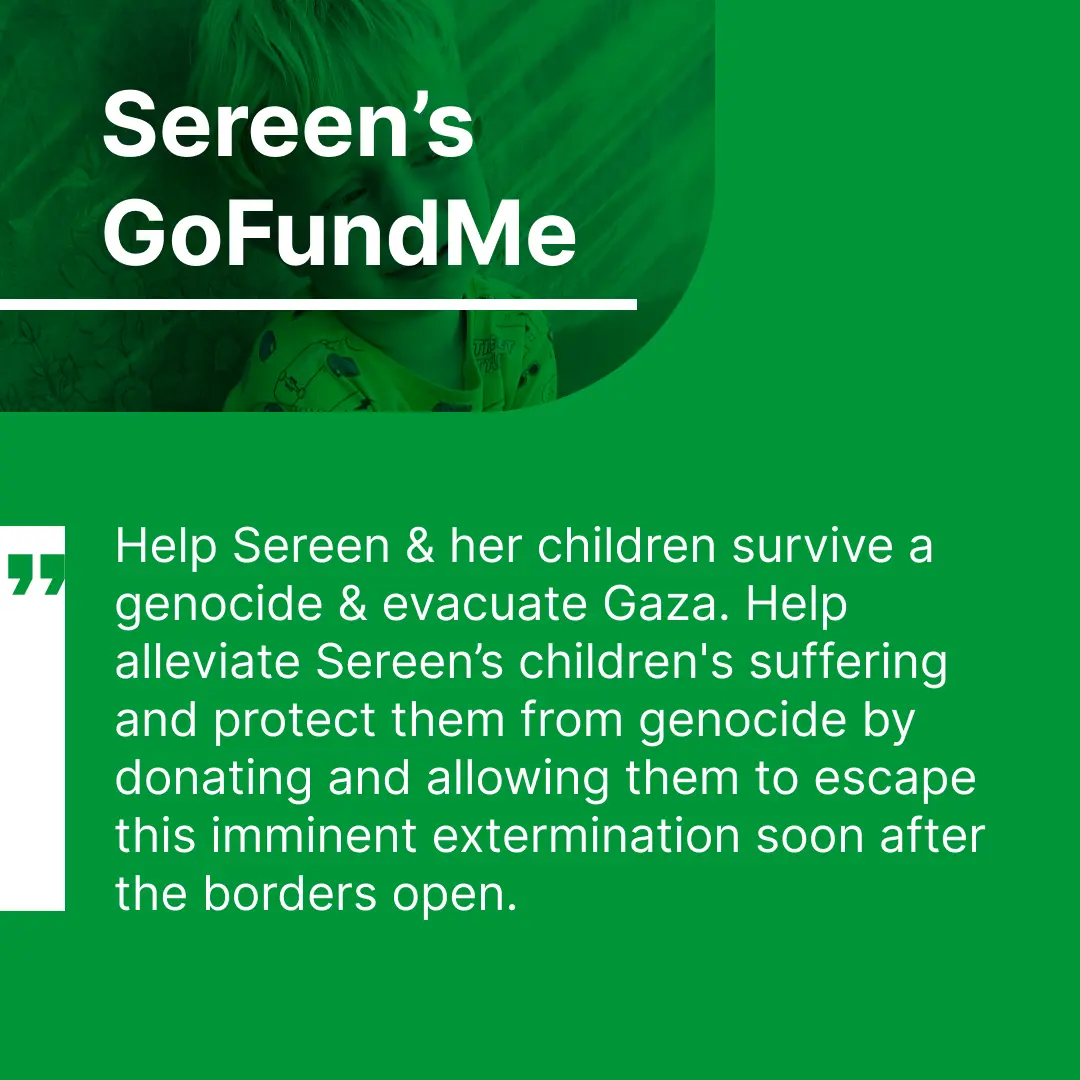 Sereen’s
GoFundMe
”
Help Sereen & her children survive a
genocide & evacuate Gaza. Help
alleviate Sereen’s children's suffering
and protect them from genocide by
donating and allowing them to escape
this imminent extermination soon after
the borders open.